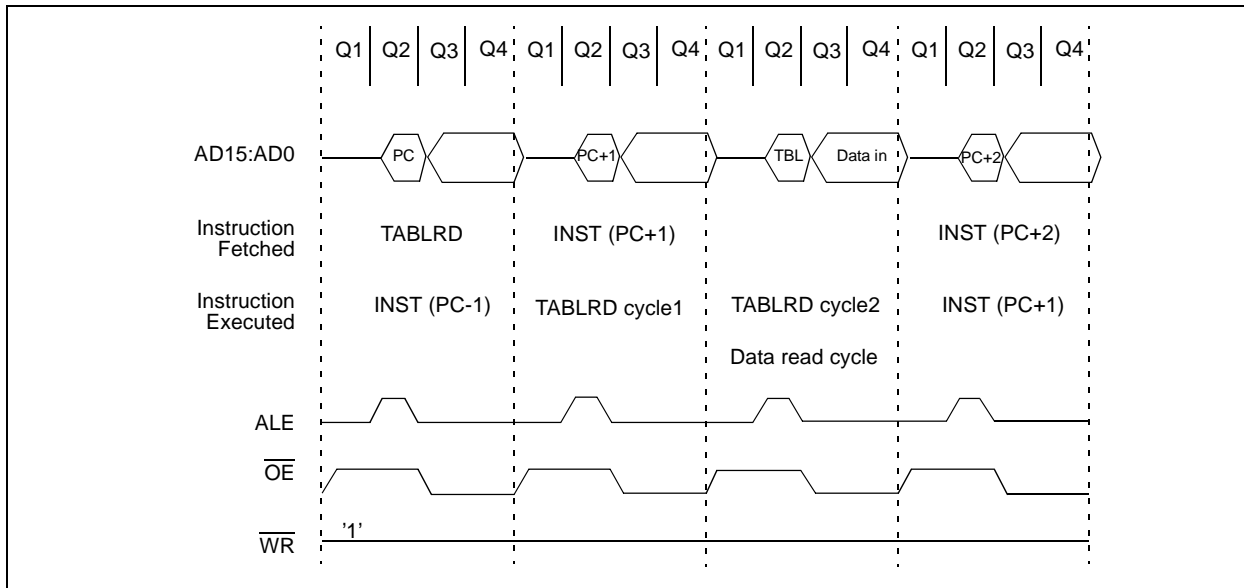 Q1 Q2 Q3 Q4 Q1 Q2 Q3 Q4 Q1 Q2 Q3 Q4 Q1 Q2 Q3 Q4
AD15:AD0 PC PC+1 TBL Data in PC+2
Instruction
Fetched
TABLRD INST (PC+1) INST (PC+2)
Instruction
Executed
INST (PC-1) TABLRD cycle1 TABLRD cycle2 INST (PC+1)
Data read cycle
ALE
OE
'1'
WR